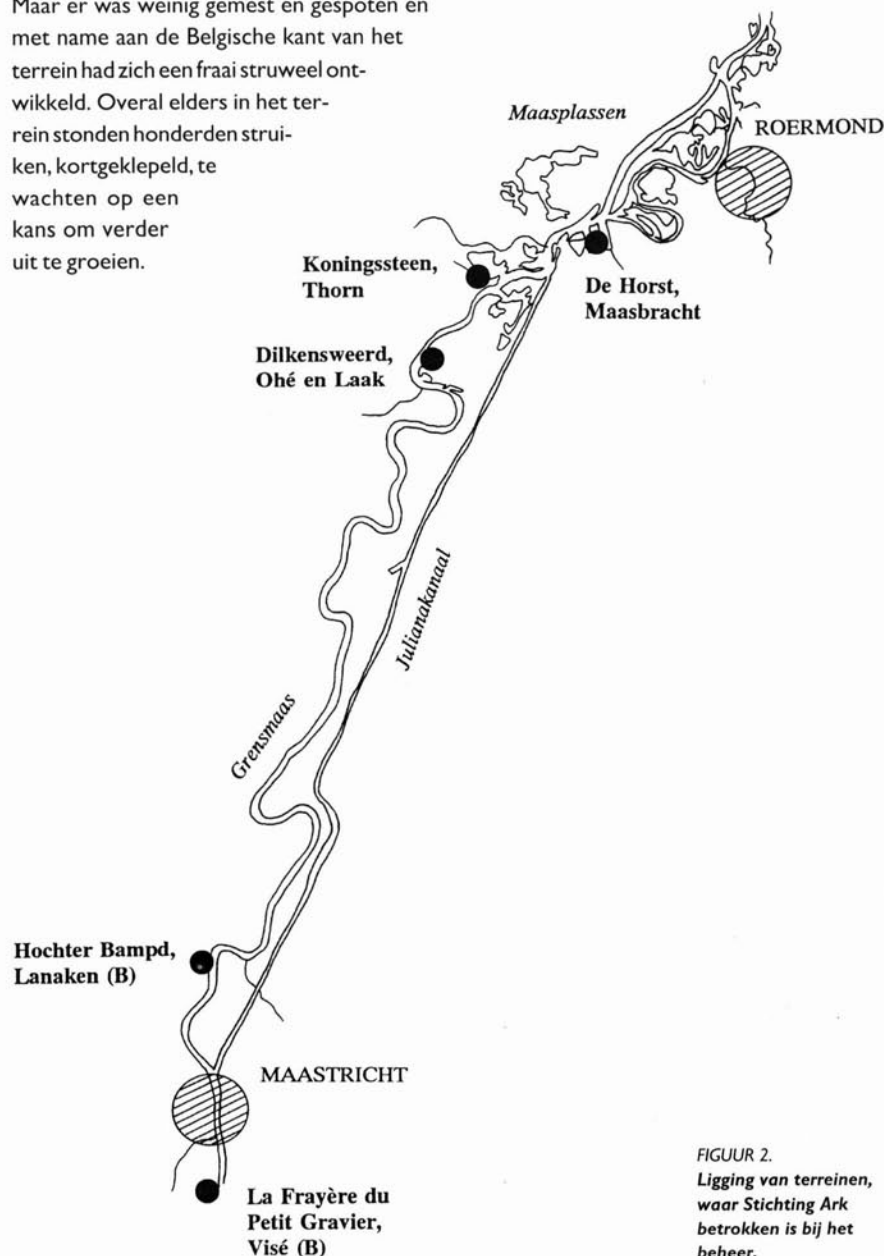 Maar er was weinig gemest en gespoten en
met name aan de Belgische kant van het
terrein had zich een fraai struweel ont-
wikkeld. Overal elders in het ter-
rein stonden honderden strui-
ken, kortgeklepeld, te
wachten op een
kans om verder
uit te groeien.
Maasplassen
ROERMOND
Koningssteen,
Thorn
De Horst,
Maasbracht
Dilkensweerd,
Ohé en Laak
Julianakanaal
Grensmaas
Hochter Bampd,
Lanaken (B)
MAASTRICHT
La Frayère du
Petit Gravier,
Visé (B)
FIGUUR 2.
Ligging van terreinen,
waar Stichting Ark
betrokken is bij het
beheer.